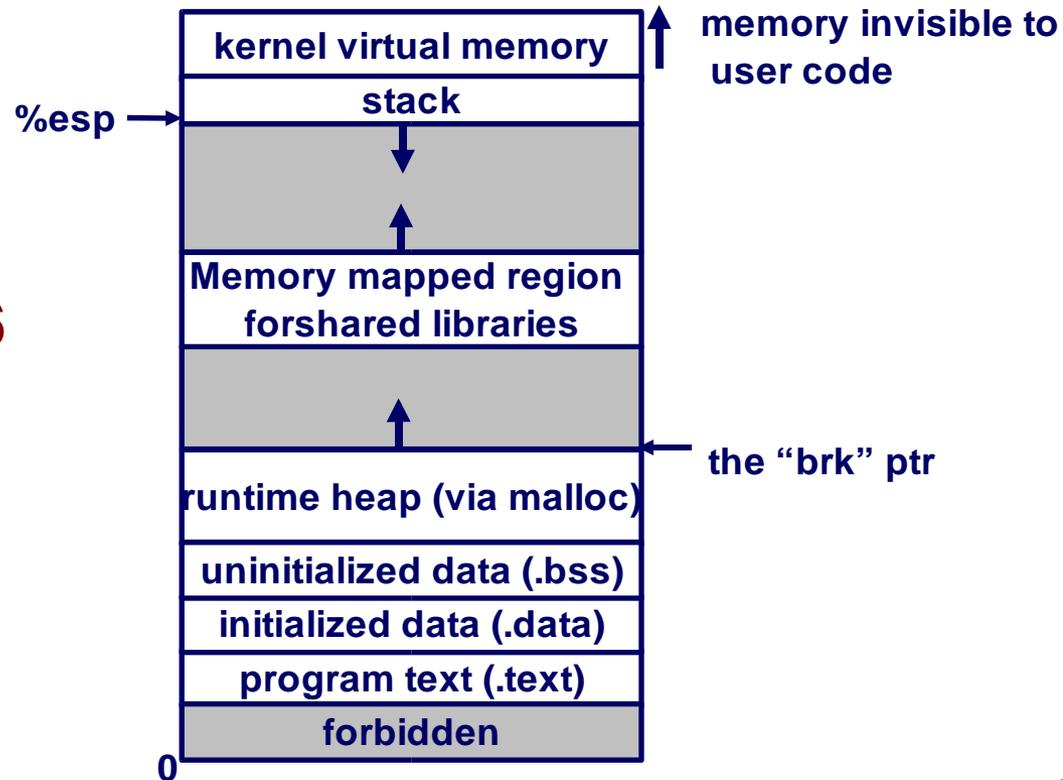 kernel virtual memory
memory invisible to
user code
%esp
stack
Memory mapped region
forshared libraries
the “brk” ptr
runtime heap (via malloc)
uninitialized data (.bss)
initialized data (.data)
program text (.text)
forbidden
0